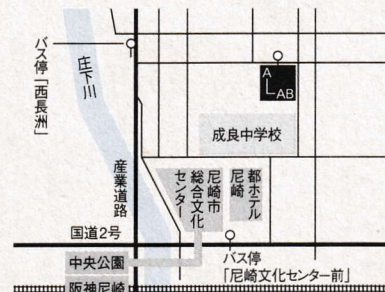 バス停「西長洲」
庄下川
A
AB
成良中学校
産業道路
尼崎市
総合文化
センター
都ホテル
尼崎
国道2号
中央公園
バス停
「尼崎文化センター前」
阪神尼崎